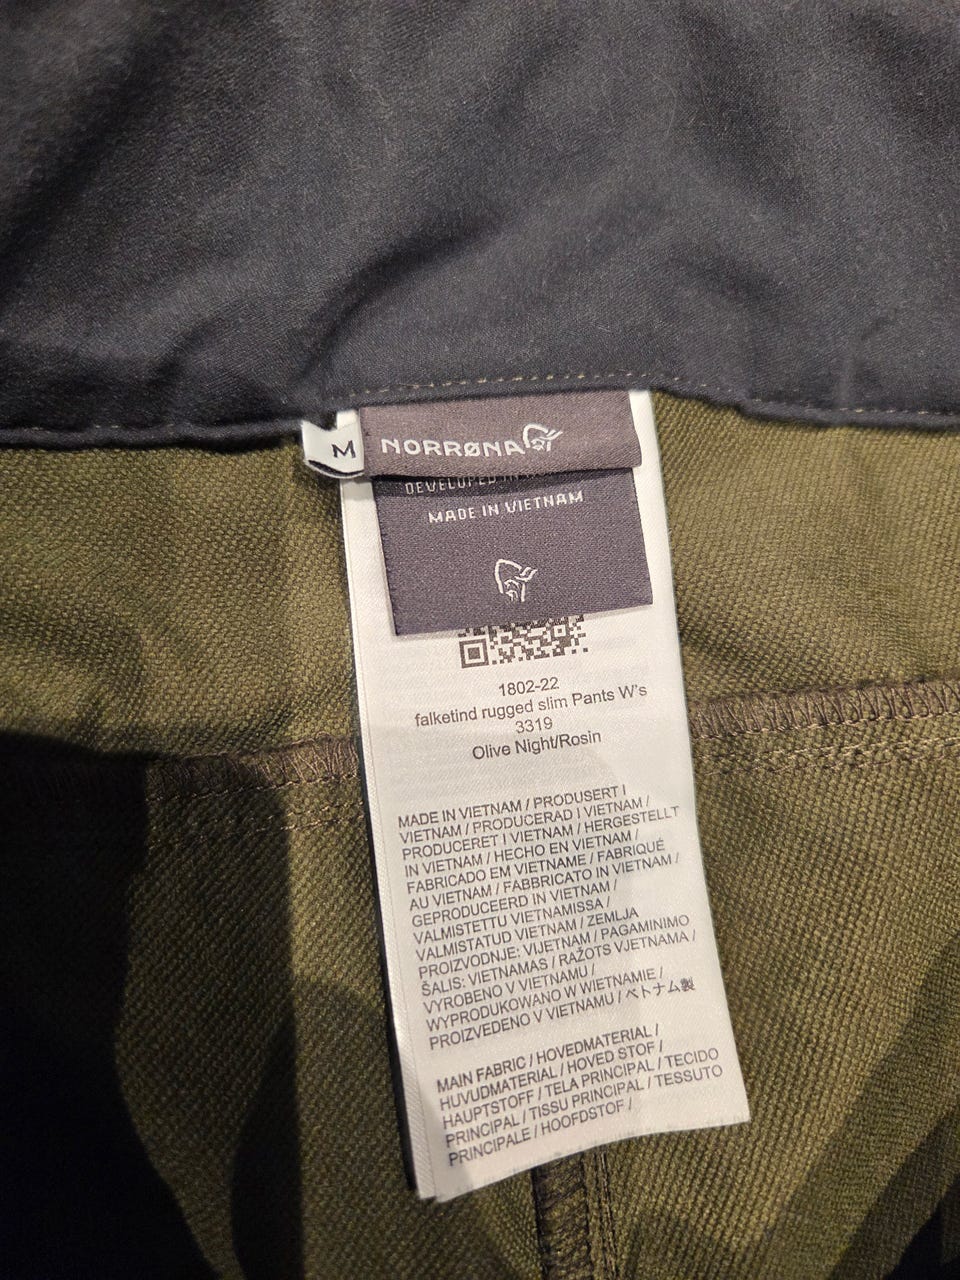 M
NORRØNA
DEVELOPED IN
MADE IN VIETNAM
1802-22
falketind rugged slim Pants W's
3319
Olive Night/Rosin
MADE IN VIETNAM / PRODUSERT I
VIETNAM / PRODUCERAD I VIETNAM /
PRODUCERET I VIETNAM / HERGESTELLT
IN VIETNAM / HECHO EN VIETNAM /
FABRICADO EM VIETNAME / FABRIQUÉ
AU VIETNAM / FABBRICATO IN VIETNAM /
GEPRODUCEERD IN VIETNAM /
VALMISTETTU VIETNAMISSA /
VALMISTATUD VIETNAM / ZEMLJA
PROIZVODNJE: VIJETNAM / PAGAMINIMO
ŠALIS: VIETNAMAS / RAŽOTS VJETNAMA /
VYROBENO V VIETNAMU /
WYPRODUKOWANO W WIETNAMIE /
PROIZVEDENO V VIETNAMU / ベトナム製
MAIN FABRIC / HOVEDMATERIAL /
HUVUDMATERIAL / HOVED STOF /
HAUPTSTOFF / TELA PRINCIPAL / TECIDO
PRINCIPAL / TISSU PRINCIPAL / TESSUTO
PRINCIPALE / HOOFDSTOF /